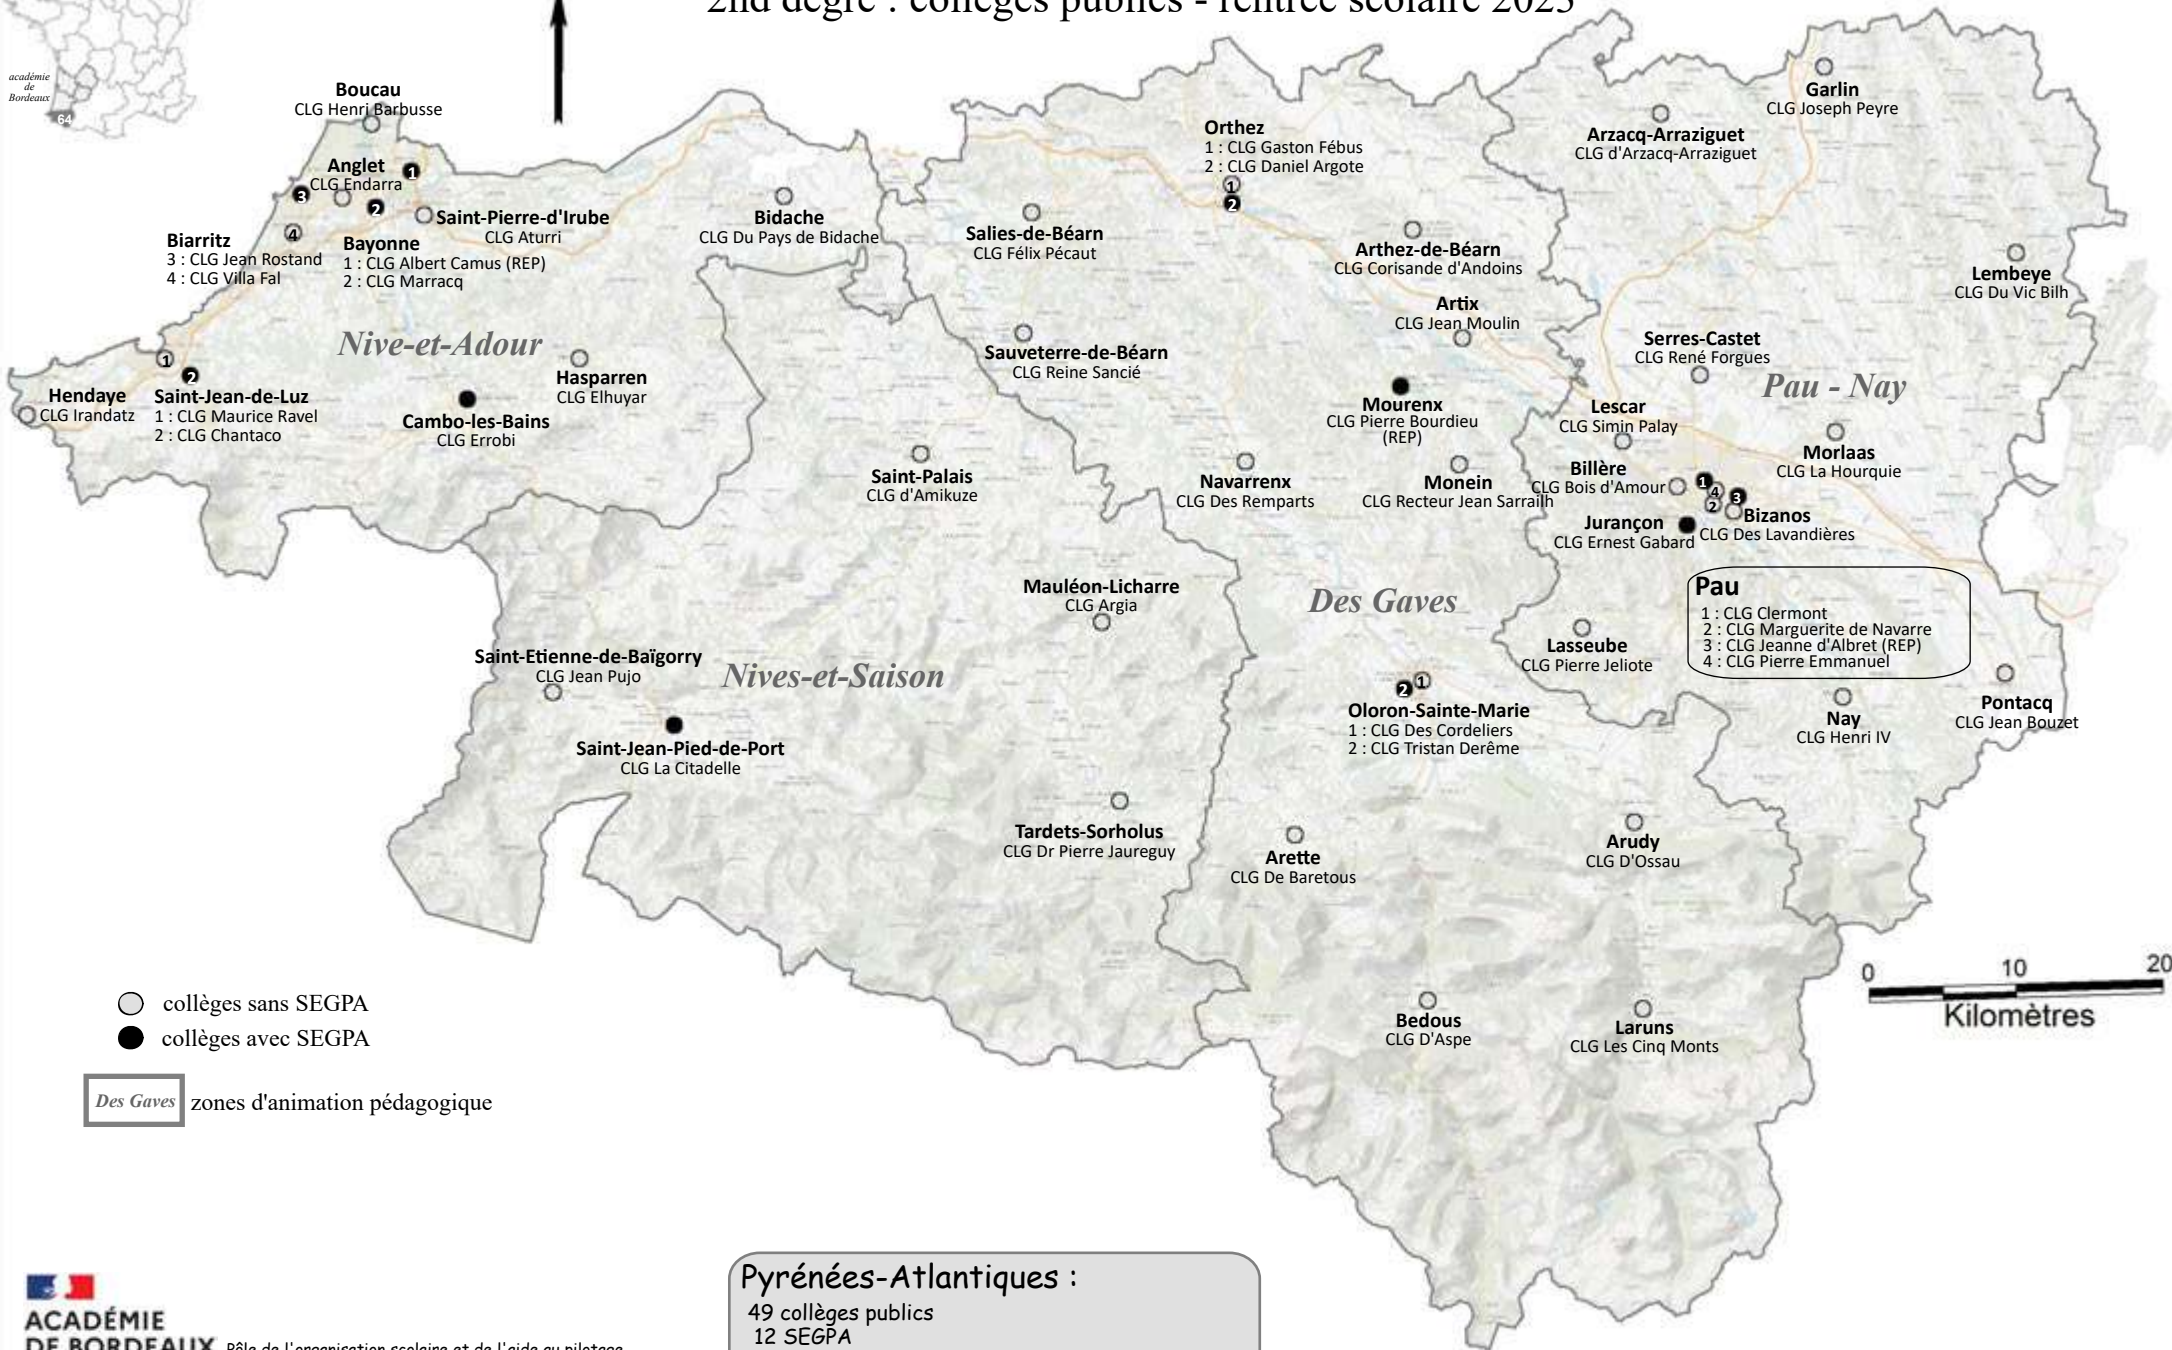 2nd degré : collèges publics - rentrée scolaire 2023
académie
de
Bordeaux
64
Boucau
CLG Henri Barbusse
Anglet
CLG Endarra
1
3
2
4
Saint-Pierre-d'Irube
CLG Aturri
Biarritz
3 : CLG Jean Rostand
4 : CLG Villa Fal
Bayonne
1 : CLG Albert Camus (REP)
2 : CLG Marracq
Bidache
CLG Du Pays de Bidache
Nive-et-Adour
1
2
Hendaye
CLG Irandatz
Saint-Jean-de-Luz
1 : CLG Maurice Ravel
2 : CLG Chantaco
Cambo-les-Bains
CLG Errobi
Hasparren
CLG Elhuyar
Orthez
1 : CLG Gaston Fébus
2 : CLG Daniel Argote
1
2
Salies-de-Béarn
CLG Félix Pécaut
Arthez-de-Béarn
CLG Corisande d'Andoins
Artix
CLG Jean Moulin
Sauveterre-de-Béarn
CLG Reine Sancié
Mourenx
CLG Pierre Bourdieu
(REP)
Navarrenx
CLG Des Remparts
Monein
CLG Recteur Jean Sarrailh
Garlin
CLG Joseph Peyre
Arzacq-Arraziguet
CLG d'Arzacq-Arraziguet
Lembeye
CLG Du Vic Bilh
Serres-Castet
CLG René Forgues
Pau - Nay
Lescar
CLG Simin Palay
Morlaas
CLG La Hourquie
Billère
CLG Bois d'Amour
1
4
3
2
Bizanos
CLG Des Lavandières
Jurançon
CLG Ernest Gabard
Pau
1 : CLG Clermont
2 : CLG Marguerite de Navarre
3 : CLG Jeanne d'Albret (REP)
4 : CLG Pierre Emmanuel
Lasseube
CLG Pierre Jeliote
Nay
CLG Henri IV
Pontacq
CLG Jean Bouzet
Saint-Palais
CLG d'Amikuze
Mauléon-Licharre
CLG Argia
Des Gaves
Saint-Etienne-de-Baïgorry
CLG Jean Pujo
Nives-et-Saison
Saint-Jean-Pied-de-Port
CLG La Citadelle
2
1
Oloron-Sainte-Marie
1 : CLG Des Cordeliers
2 : CLG Tristan Derême
Tardets-Sorholus
CLG Dr Pierre Jaureguy
Arette
CLG De Baretous
Arudy
CLG D'Ossau
Bedous
CLG D'Aspe
Laruns
CLG Les Cinq Monts
0 10 20
Kilomètres
collèges sans SEGPA
collèges avec SEGPA
Des Gaves zones d'animation pédagogique
ACADÉMIE
DE BORDEAUX Pôle de l'organisation scolaire et de l'aide au pilotage
Pyrénées-Atlantiques :
49 collèges publics
12 SEGPA